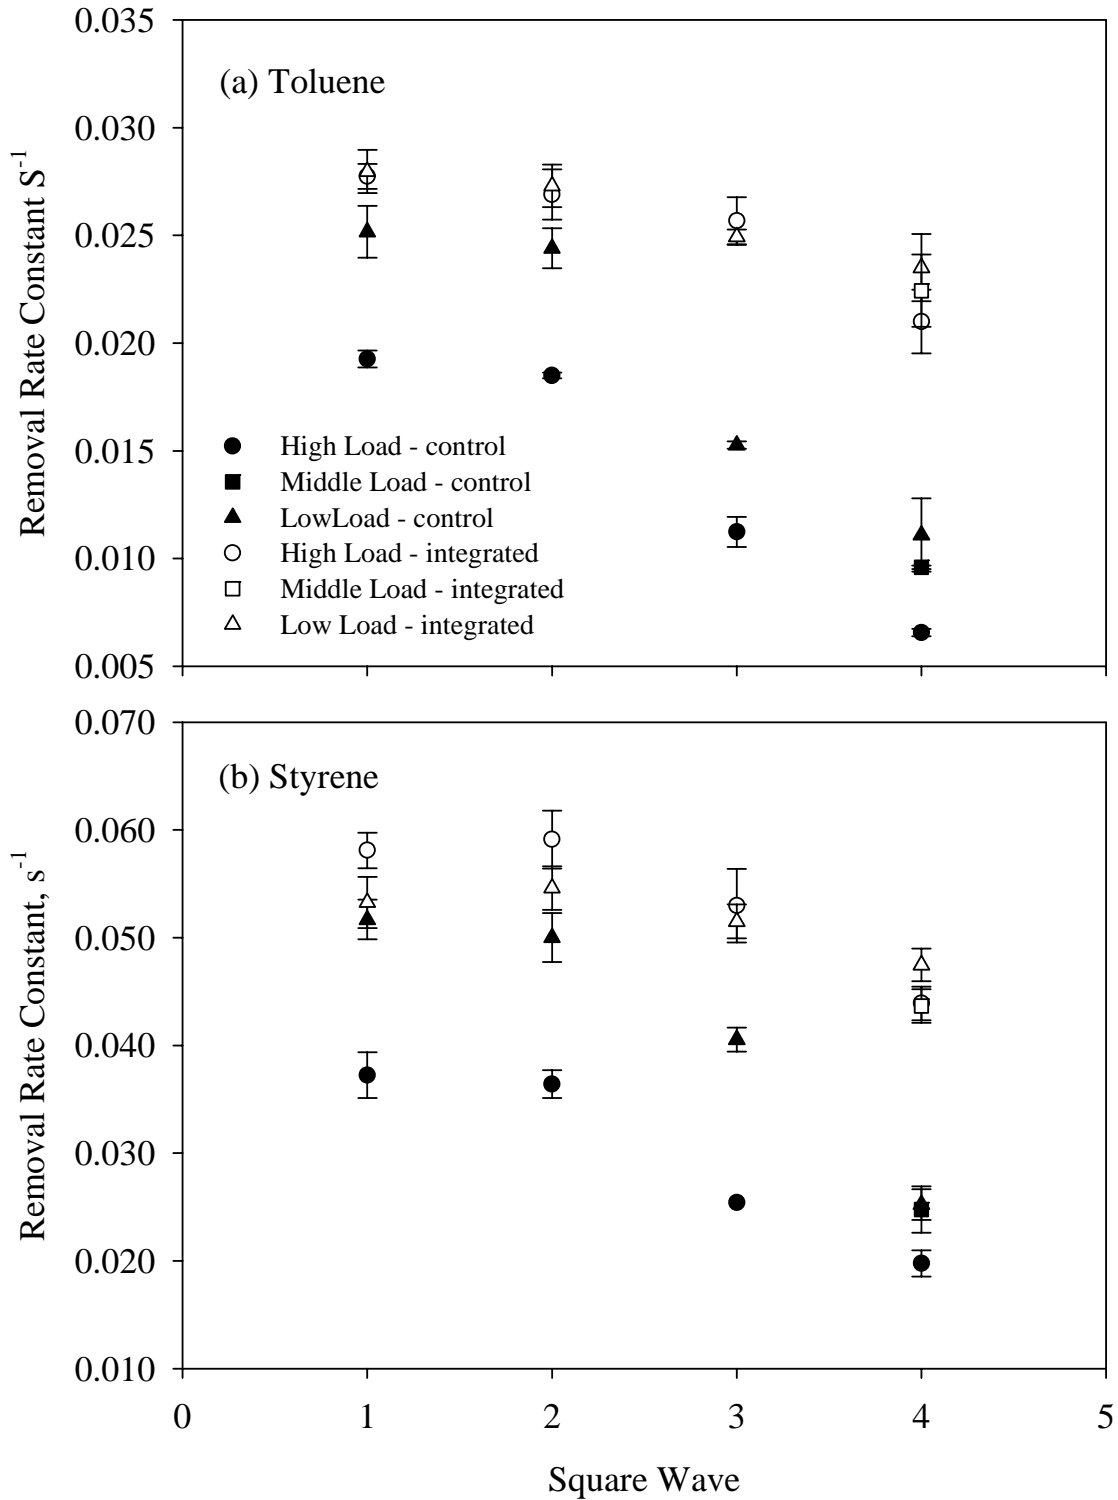 0.035
(a) Toluene
0.030
0.025
0.020
0.015
0.010
0.005
Removal Rate Constant S⁻¹
High Load - control
Middle Load - control
LowLoad - control
High Load - integrated
Middle Load - integrated
Low Load - integrated
0.070
(b) Styrene
0.060
0.050
0.040
0.030
0.020
0.010
Removal Rate Constant, s⁻¹
0 1 2 3 4 5
Square Wave